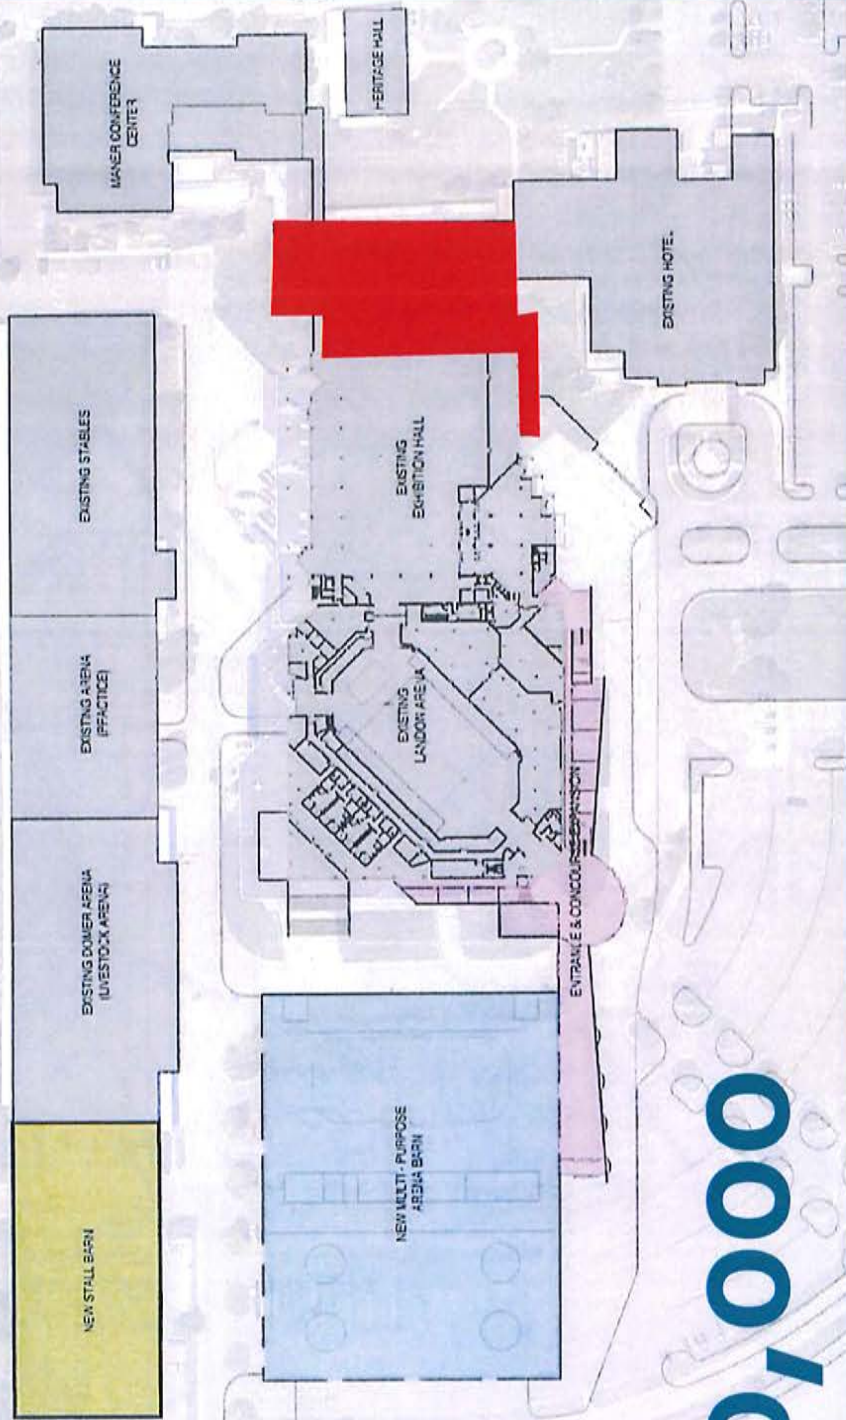 MANER CONFERENCE
CENTER
HERITAGE HALL
EXISTING STABLES
EXISTING
EXHIBITION HALL
EXISTING HOTEL
EXISTING ARENA
(PRACTICE)
EXISTING
LANDON ARENA
EXISTING DOMER ARENA
(LIVESTOCK ARENA)
ENTRANCE & CONCOURSE EXPANSION
NEW STALL BARN
NEW MULTI - PURPOSE
ARENA BARN
0,000